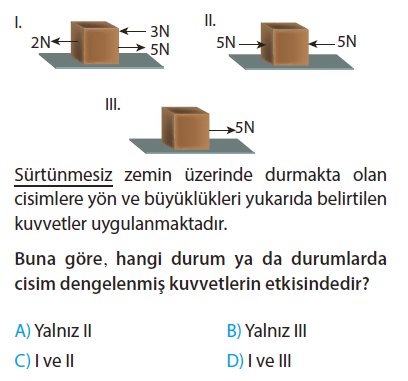 I.
2N
3N
5N
II.
5N
5N
III.
5N
Sürtünmesiz zemin üzerinde durmakta olan
cisimlere yön ve büyüklükleri yukarıda belirtilen
kuvvetler uygulanmaktadır.
Buna göre, hangi durum ya da durumlarda
cisim dengelenmiş kuvvetlerin etkisindedir?
A) Yalnız II B) Yalnız III
C) I ve II D) I ve III